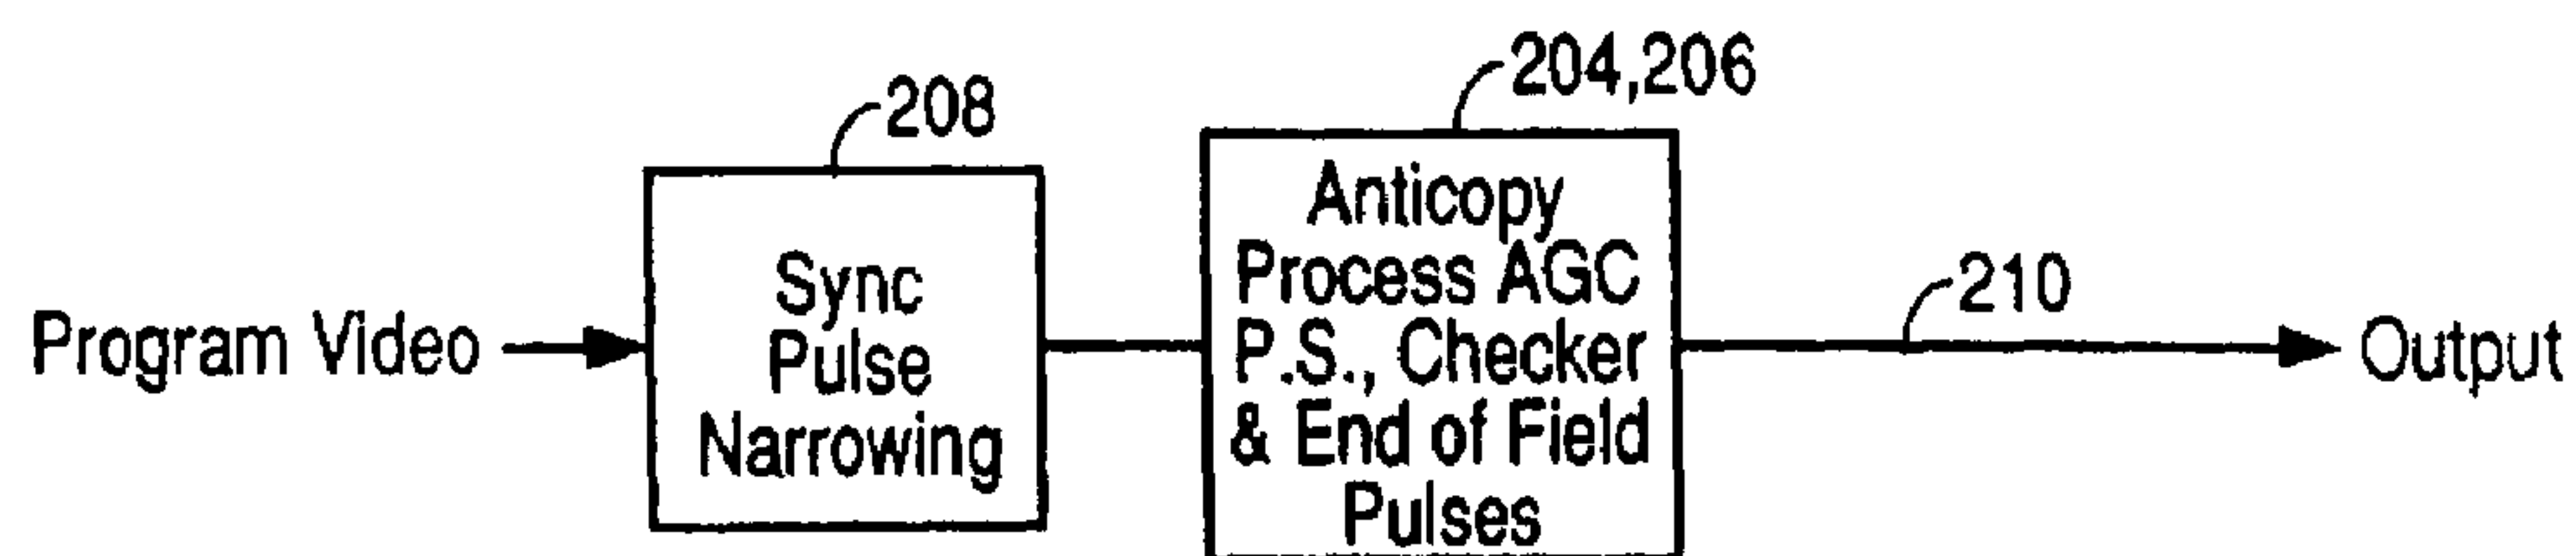 208
204,206
210
Program Video
Sync
Pulse
Narrowing
Anticopy
Process AGC
P.S., Checker
& End of Field
Pulses
Output